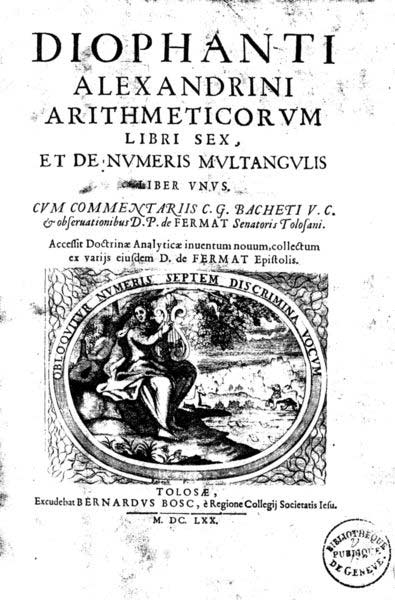 DIOPHANTI
ALEXANDRINI
ARITHMETICORVM
LIBRI SEX,
ET DE NVMERIS MVLTANGVLIS
LIBER VNVS.
CVM COMMENTARIIS C. G. BACHETI V. C.
& obſeruationibus D. P. de FERMAT Senatoris Toloſani.
Acceſſit Doctrinæ Analyticæ inuentum nouum, collectum
ex varijs eiuſdem D. de FERMAT Epiſtolis.
OBLOQVITVR NVMERIS SEPTEM DISCRIMINA VOCVM
TOLOSÆ,
Excudebat BERNARDVS BOSC, è Regione Collegij Societatis Ieſu.
M. DC. LXX.
BIBLIOTHEQUE
PUBLIQUE
DE GENEVE.